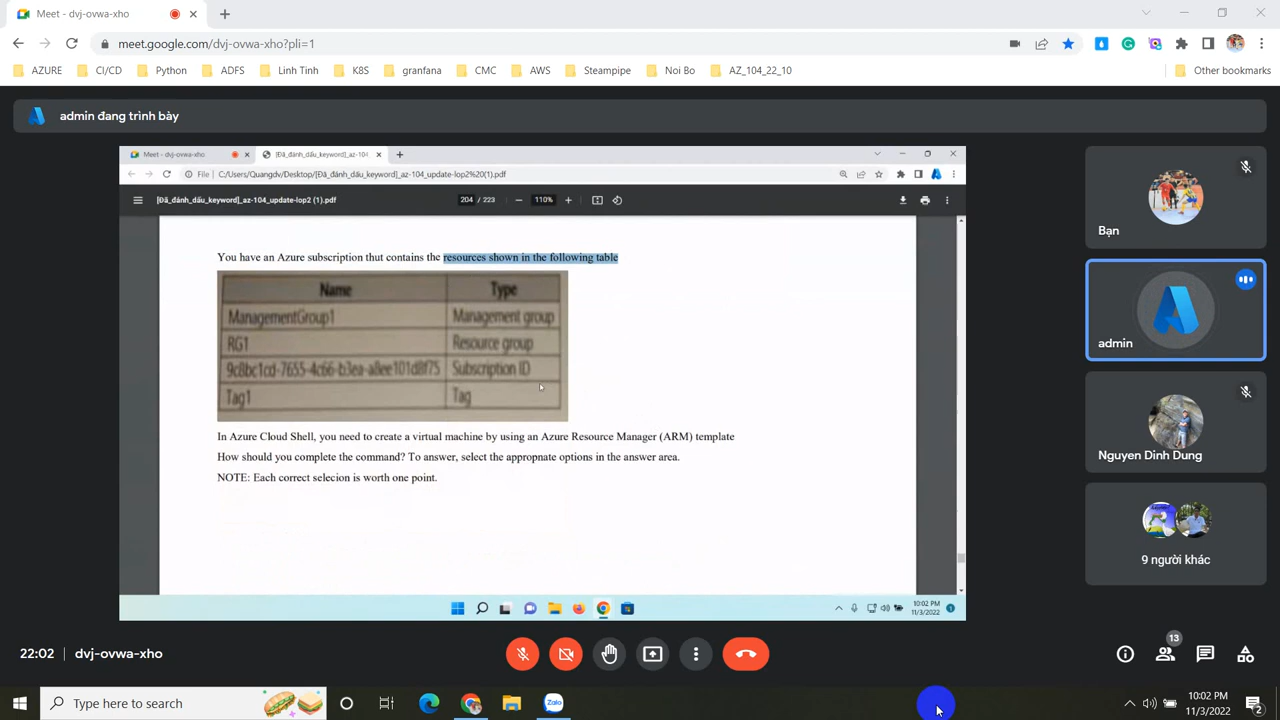 Meet - dvj-ovwa-xho
meet.google.com/dvj-ovwa-xho?pli=1
AZURE
CI/CD
Python
ADFS
Linh Tinh
K8S
granfana
CMC
AWS
Steampipe
Noi Bo
AZ_104_22_10
Other bookmarks
admin đang trình bày
Meet - dvj-ovwa-xho
[Đã_đánh_dấu_keyword]_az-104
File
C:/Users/Quangdv/Desktop/[Đã_đánh_dấu_keyword]_az-104_update-lop2%20(1).pdf
[Đã_đánh_dấu_keyword]_az-104_update-lop2 (1).pdf
204 / 223
110%
You have an Azure subscription that contains the resources shown in the following table
Name Type
ManagementGroup1 Management group
RG1 Resource group
9c8bc1cd-7655-4c66-b3ea-a8ee101d8f75 Subscription ID
Tag1 Tag
In Azure Cloud Shell, you need to create a virtual machine by using an Azure Resource Manager (ARM) template
How should you complete the command? To answer, select the appropnate options in the answer area.
NOTE: Each correct selecion is worth one point.
10:02 PM
11/3/2022
Bạn
admin
Nguyen Dinh Dung
9 người khác
22:02 | dvj-ovwa-xho
13
Type here to search
Zalo
10:02 PM
11/3/2022
2